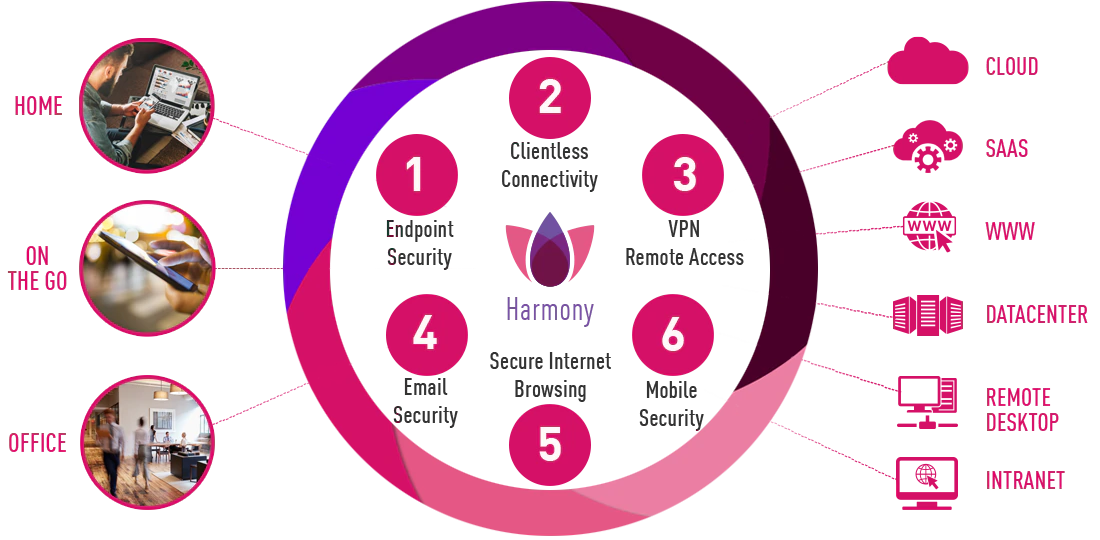 HOME
ON
THE GO
OFFICE
1
Endpoint
Security
2
Clientless
Connectivity
3
VPN
Remote Access
Harmony
4
Email
Security
Secure Internet
Browsing
5
6
Mobile
Security
CLOUD
SAAS
WWW
WWW
DATACENTER
REMOTE
DESKTOP
INTRANET